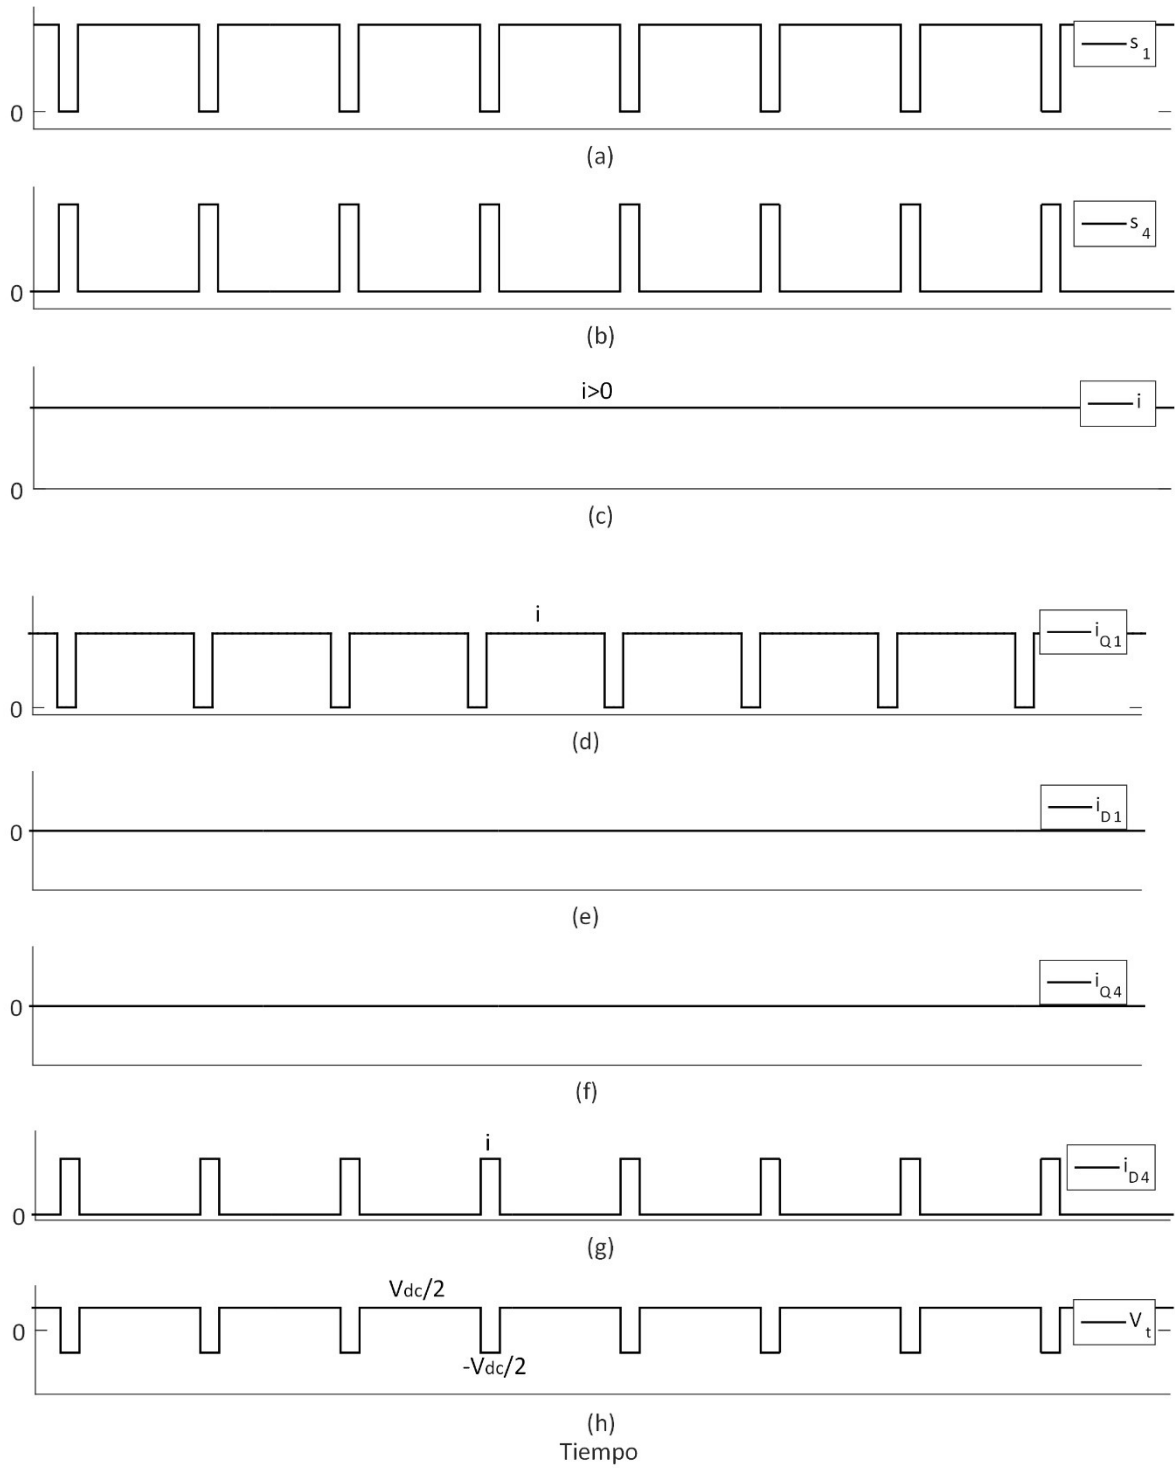 s1
0
(a)
s4
0
(b)
i>0
i
0
(c)
i
iQ1
0
(d)
iD1
0
(e)
iQ4
0
(f)
i
iD4
0
(g)
Vdc/2
Vt
0
-Vdc/2
(h)
Tiempo